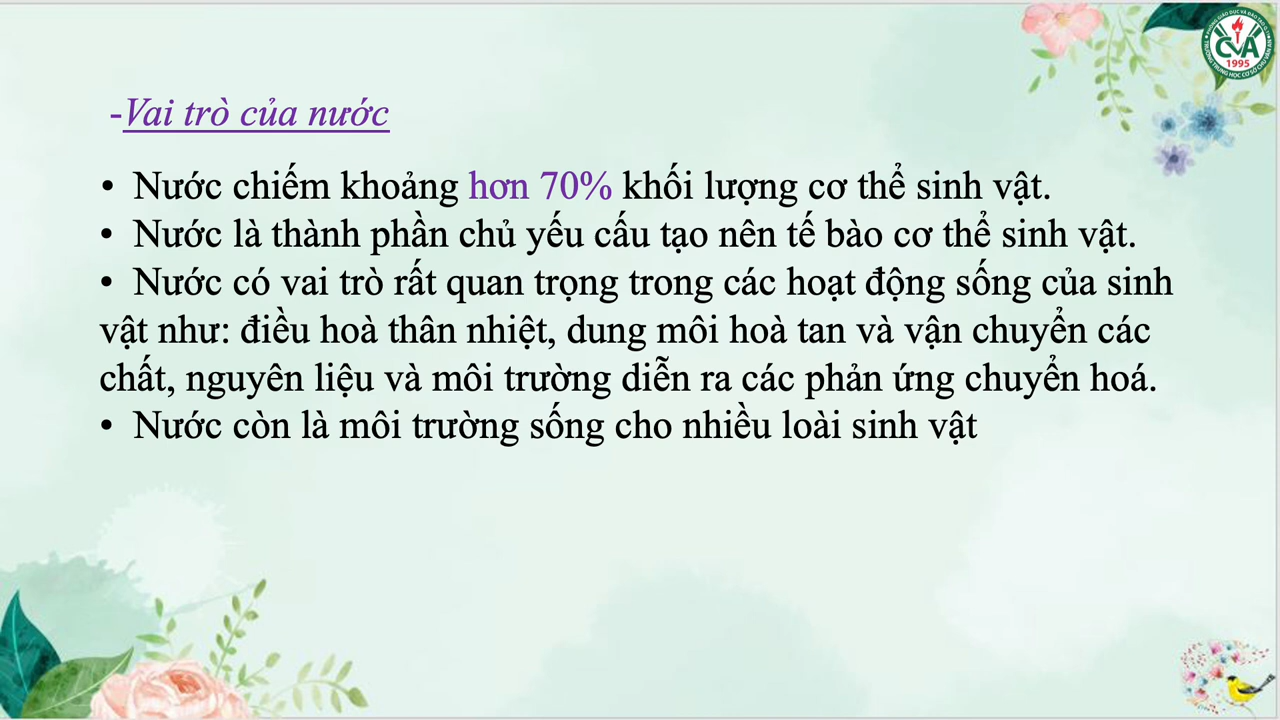 -Vai trò của nước
• Nước chiếm khoảng hơn 70% khối lượng cơ thể sinh vật.
• Nước là thành phần chủ yếu cấu tạo nên tế bào cơ thể sinh vật.
• Nước có vai trò rất quan trọng trong các hoạt động sống của sinh
vật như: điều hoà thân nhiệt, dung môi hoà tan và vận chuyển các
chất, nguyên liệu và môi trường diễn ra các phản ứng chuyển hoá.
• Nước còn là môi trường sống cho nhiều loài sinh vật
CVA
1995